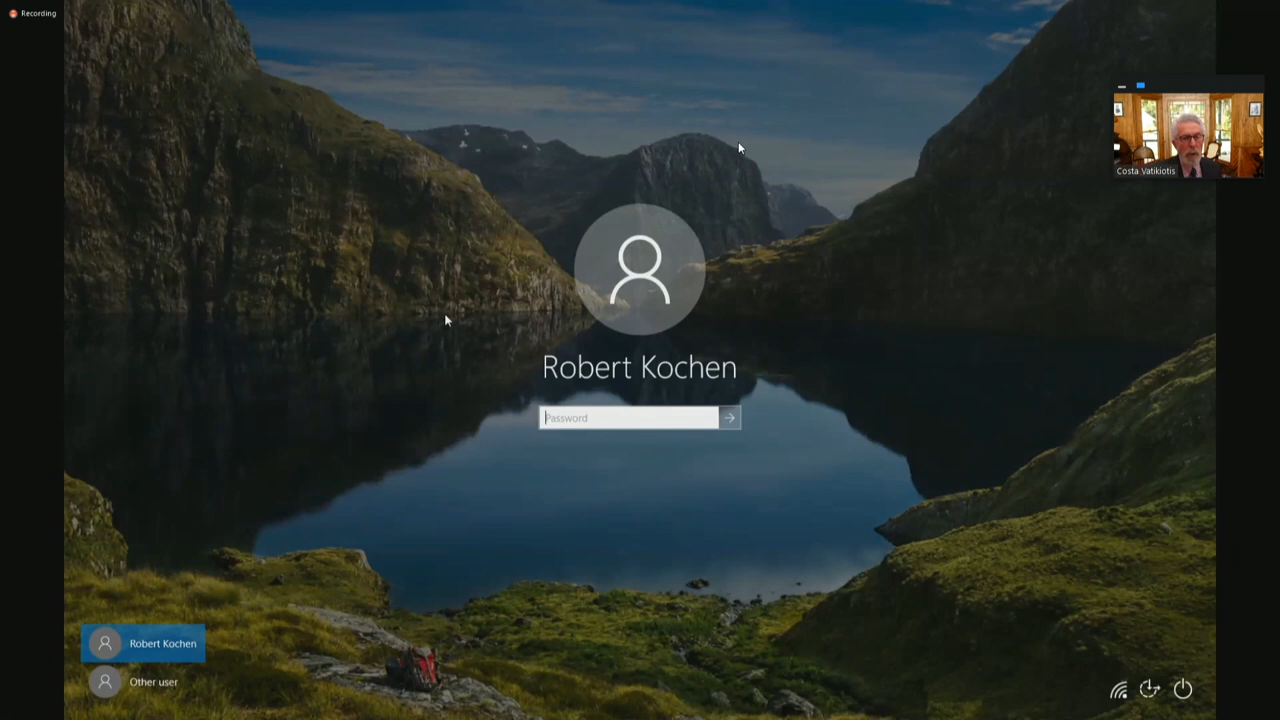 Recording
Costa Vatikiotis
Robert Kochen
Password
Robert Kochen
Other user